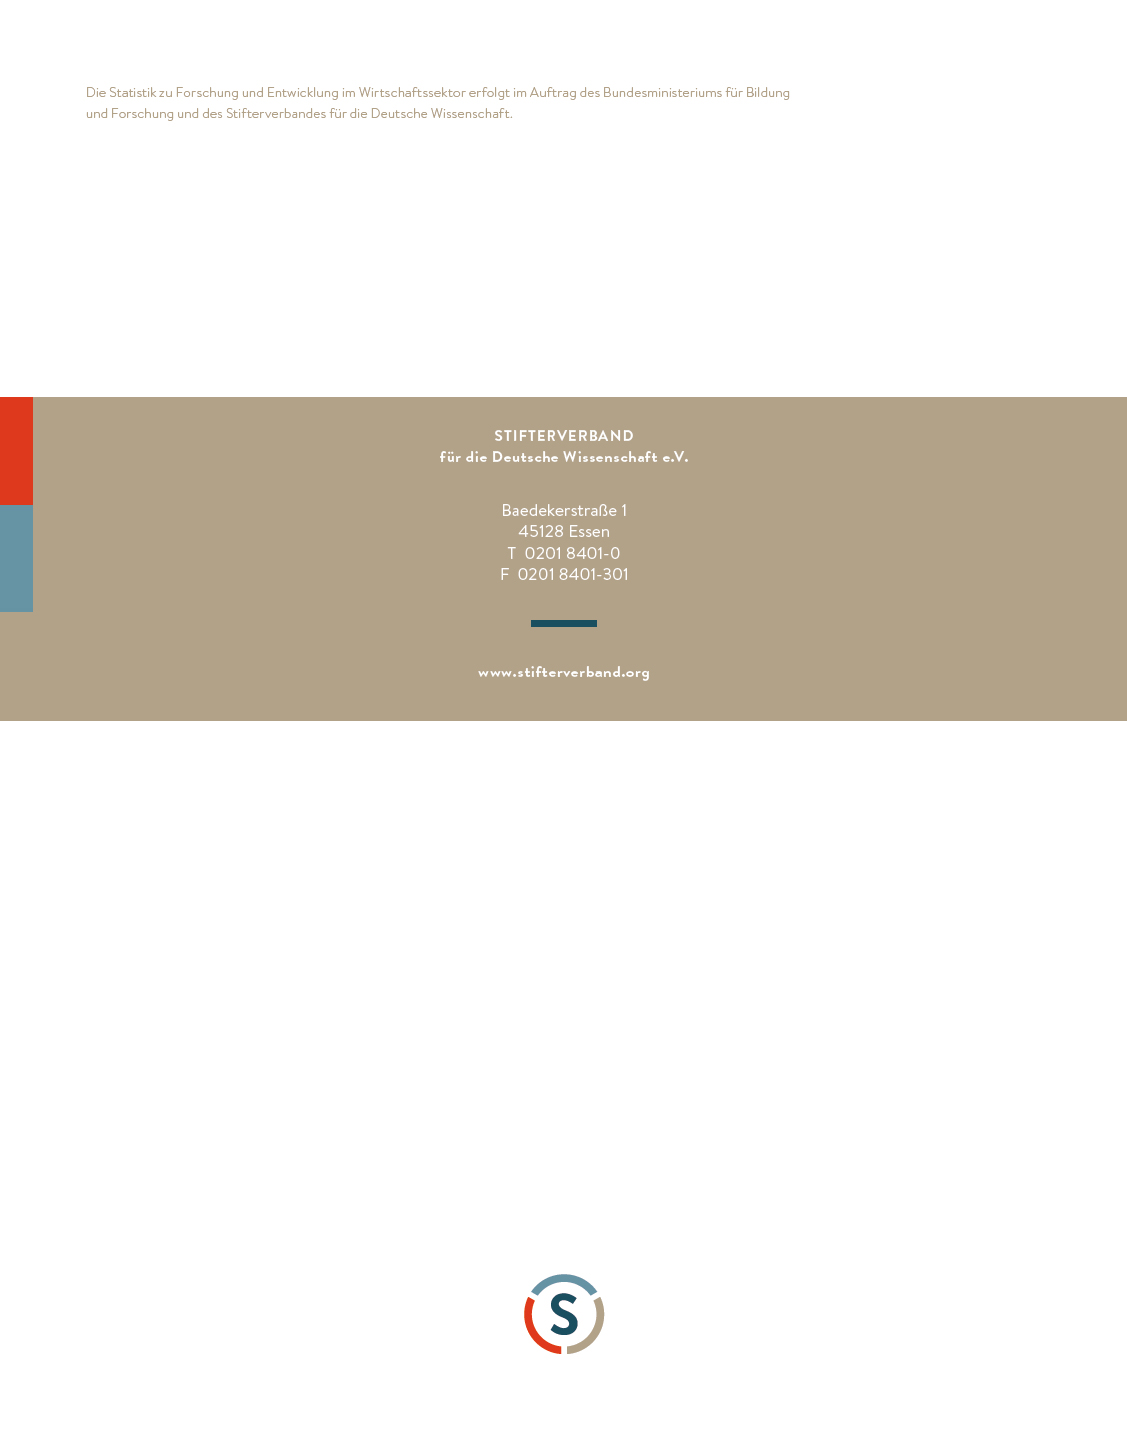 Die Statistik zu Forschung und Entwicklung im Wirtschaftssektor erfolgt im Auftrag des Bundesministeriums für Bildung
und Forschung und des Stifterverbandes für die Deutsche Wissenschaft.
STIFTERVERBAND
für die Deutsche Wissenschaft e.V.
Baedekerstraße 1
45128 Essen
T 0201 8401-0
F 0201 8401-301
www.stifterverband.org
S